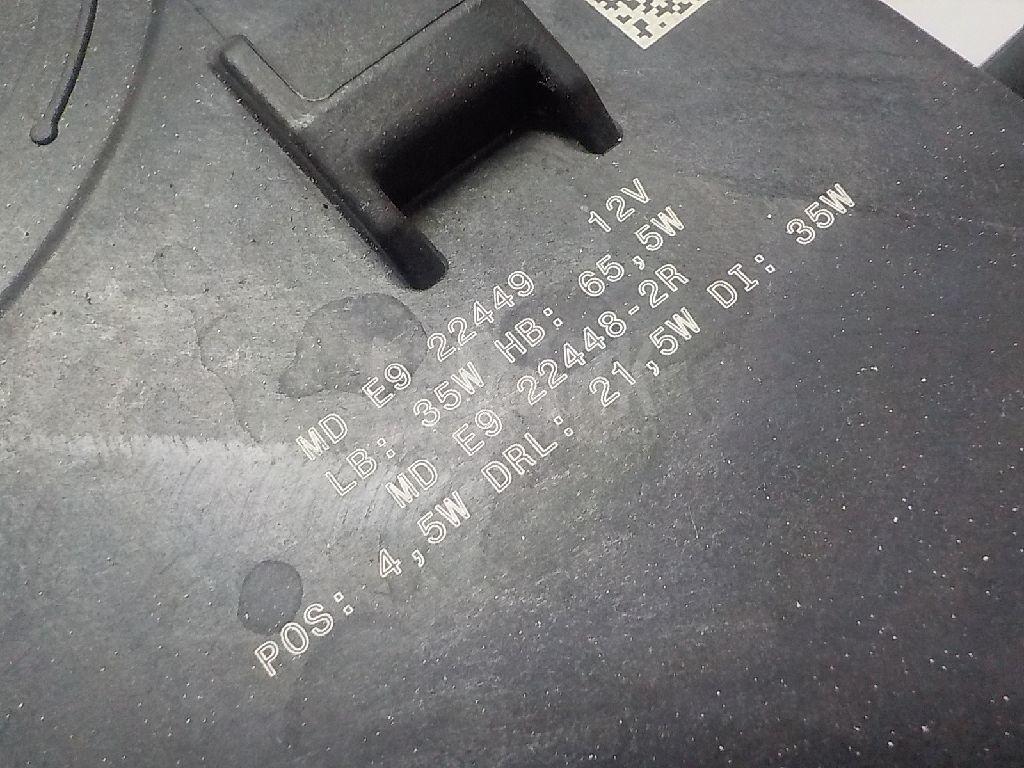 MD E9 22449 12V
LB: 35W HB: 65,5W
MD E9 22448-2R
POS: 4,5W DRL: 21,5W DI: 35W